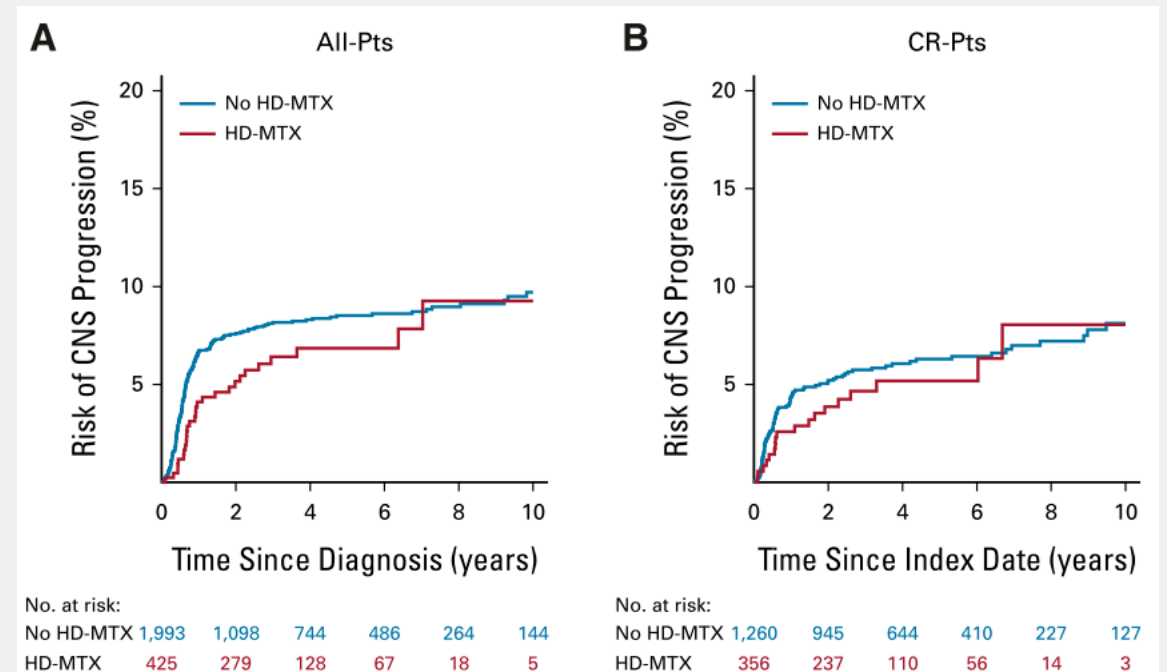 A
All-Pts
Risk of CNS Progression (%)
20
15
10
5
No HD-MTX
HD-MTX
0 2 4 6 8 10
Time Since Diagnosis (years)
No. at risk:
No HD-MTX 1,993 1,098 744 486 264 144
HD-MTX 425 279 128 67 18 5
B
CR-Pts
Risk of CNS Progression (%)
20
15
10
5
No HD-MTX
HD-MTX
0 2 4 6 8 10
Time Since Index Date (years)
No. at risk:
No HD-MTX 1,260 945 644 410 227 127
HD-MTX 356 237 110 56 14 3